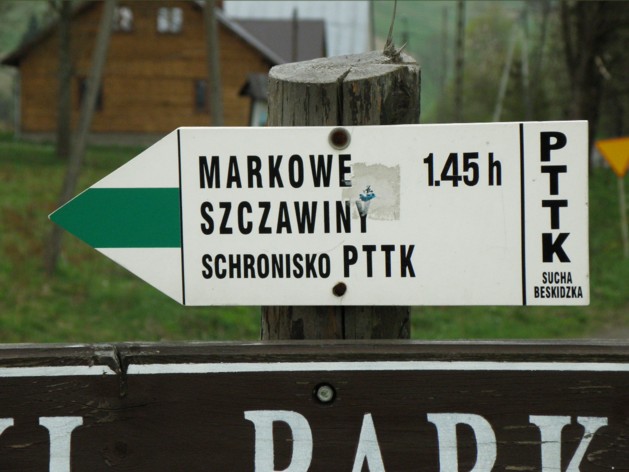 MARKOWE 1.45 h
SZCZAWINY
SCHRONISKO PTTK
PTTK
SUCHA
BESKIDZKA
PARK